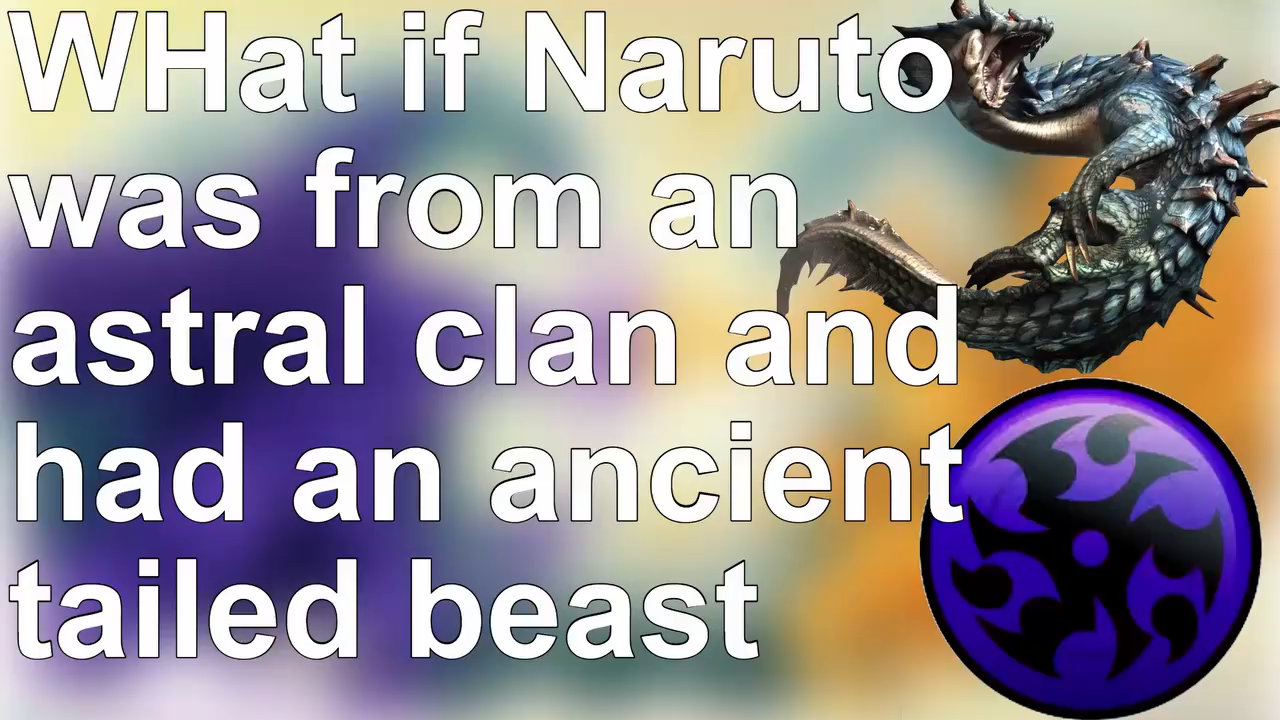 WHat if Naruto
was from an
astral clan and
had an ancient
tailed beast